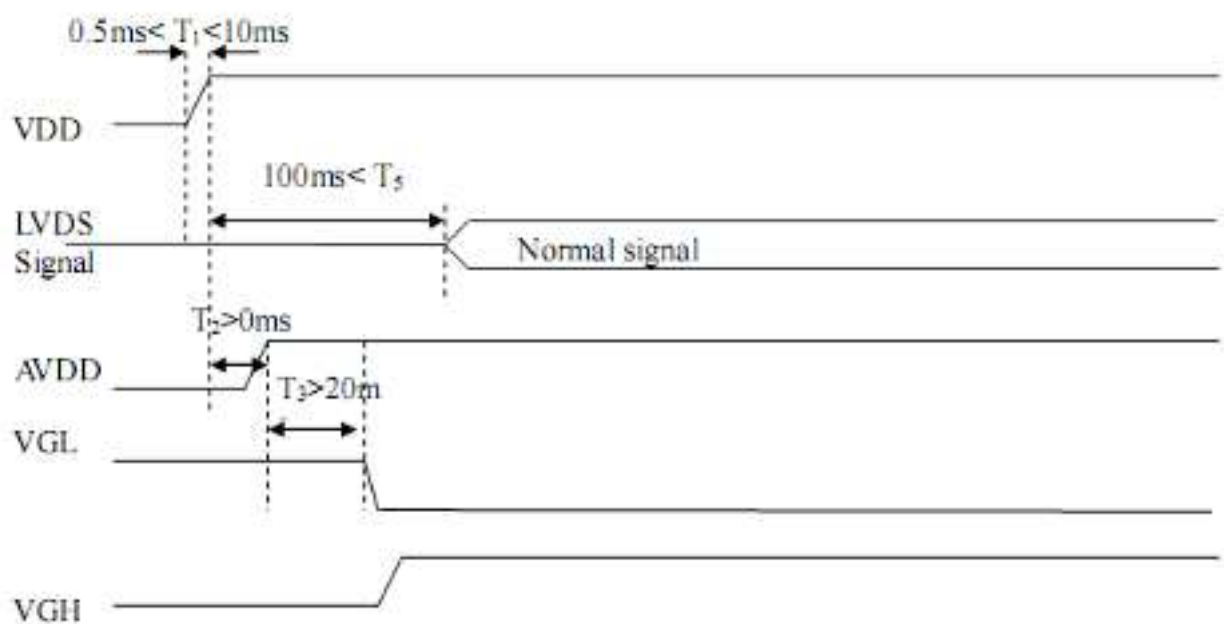 0.5ms< T₁ <10ms
VDD
100ms< T₅
LVDS
Signal
Normal signal
T₂>0ms
AVDD
T₃>20m
VGL
VGH